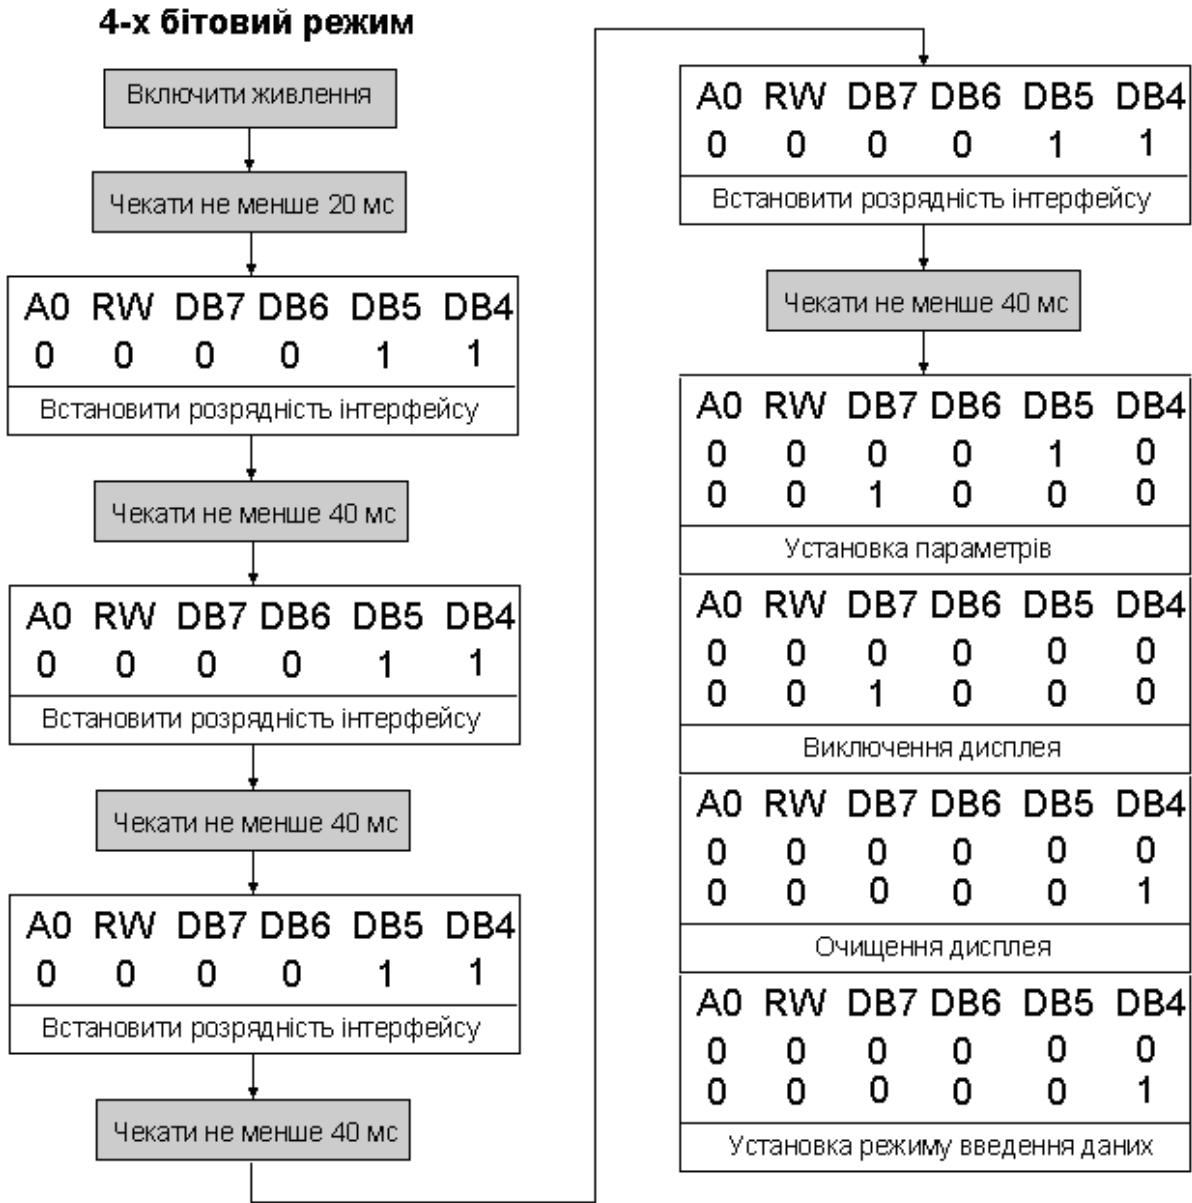 4-х бітовий режим
Включити живлення
Чекати не менше 20 мс
A0 RW DB7 DB6 DB5 DB4
0 0 0 0 1 1
Встановити розрядність інтерфейсу
Чекати не менше 40 мс
A0 RW DB7 DB6 DB5 DB4
0 0 0 0 1 1
Встановити розрядність інтерфейсу
Чекати не менше 40 мс
A0 RW DB7 DB6 DB5 DB4
0 0 0 0 1 1
Встановити розрядність інтерфейсу
Чекати не менше 40 мс
A0 RW DB7 DB6 DB5 DB4
0 0 0 0 1 1
Встановити розрядність інтерфейсу
Чекати не менше 40 мс
A0 RW DB7 DB6 DB5 DB4
0 0 0 0 1 0
0 0 1 0 0 0
Установка параметрів
A0 RW DB7 DB6 DB5 DB4
0 0 0 0 0 0
0 0 1 0 0 0
Виключення дисплея
A0 RW DB7 DB6 DB5 DB4
0 0 0 0 0 0
0 0 0 0 0 1
Очищення дисплея
A0 RW DB7 DB6 DB5 DB4
0 0 0 0 0 0
0 0 0 0 0 1
Установка режиму введення даних